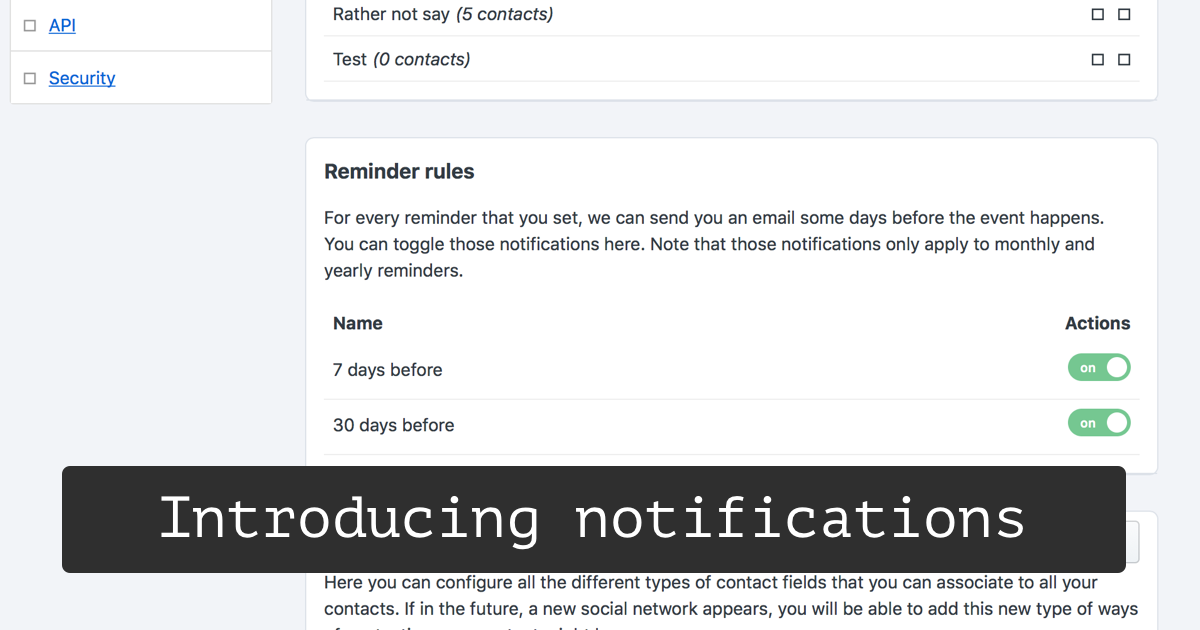 API
Security
Rather not say (5 contacts)
Test (0 contacts)
Reminder rules
For every reminder that you set, we can send you an email some days before the event happens.
You can toggle those notifications here. Note that those notifications only apply to monthly and
yearly reminders.
Name Actions
7 days before on
30 days before on
Introducing notifications
Here you can configure all the different types of contact fields that you can associate to all your
contacts. If in the future, a new social network appears, you will be able to add this new type of ways